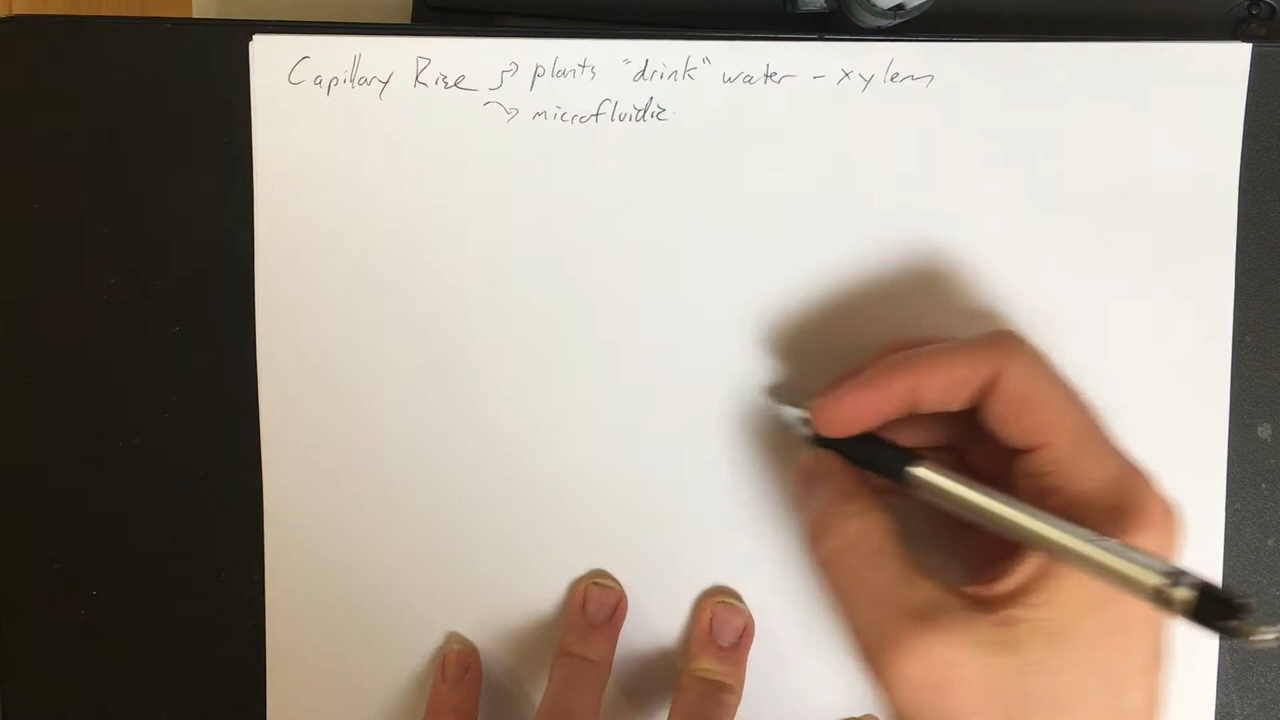 Capillary Rise → plants "drink" water - xylem
→ microfluidic